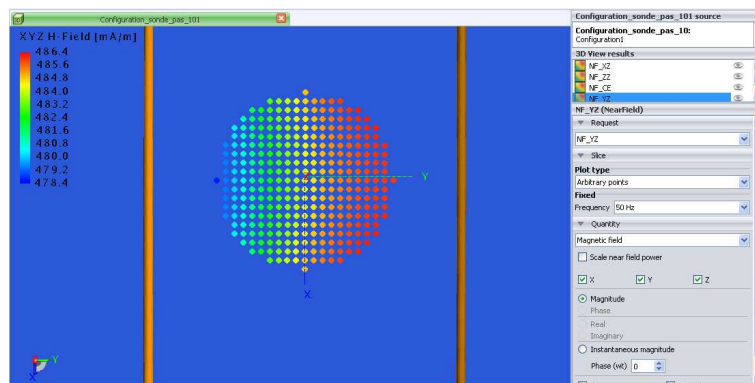 Configuration_sonde_pas_101
XYZ H-Field [mA/m]
486.4
485.6
484.8
484.0
483.2
482.4
481.6
480.8
480.0
479.2
478.4
Y
X
Y
X
Configuration_sonde_pas_101 source
Configuration_sonde_pas_10:
Configuration1
3D View results
NF_XZ
NF_ZZ
NF_CE
NF_YZ
NF_YZ (NearField)
Request
NF_YZ
Slice
Plot type
Arbitrary points
Fixed
Frequency 50 Hz
Quantity
Magnetic field
Scale near field power
X Y Z
Magnitude
Phase
Real
Imaginary
Instantaneous magnitude
Phase (wt) 0